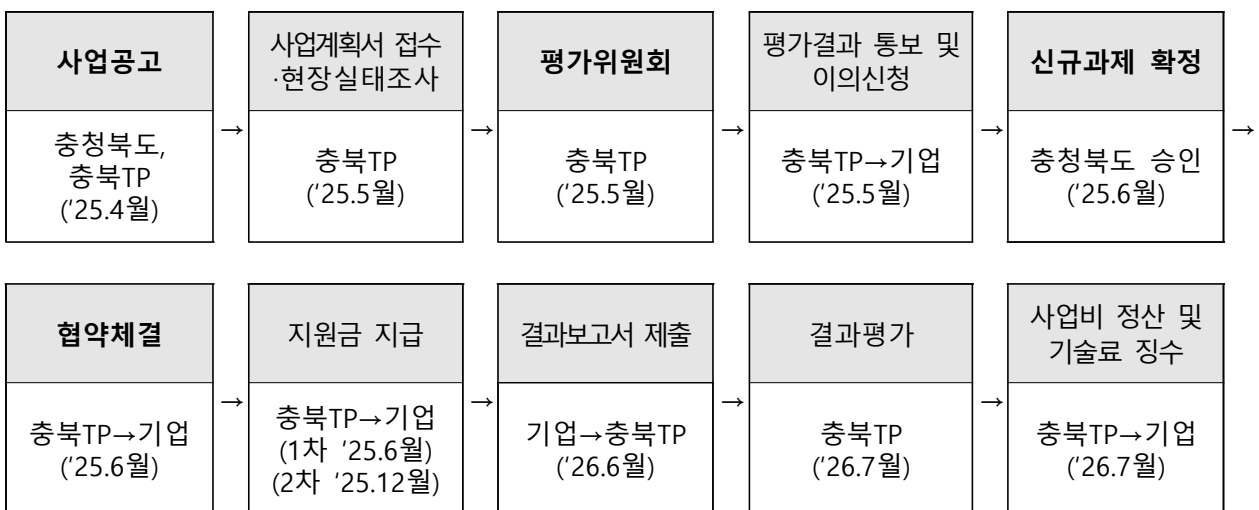 사업공고
충청북도,
충북TP
('25.4월)
→
사업계획서 접수
·현장실태조사
충북TP
('25.5월)
→
평가위원회
충북TP
('25.5월)
→
평가결과 통보 및
이의신청
충북TP→기업
('25.5월)
→
신규과제 확정
충청북도 승인
('25.6월)
→
협약체결
충북TP→기업
('25.6월)
→
지원금 지급
충북TP→기업
(1차 '25.6월)
(2차 '25.12월)
→
결과보고서 제출
기업→충북TP
('26.6월)
→
결과평가
충북TP
('26.7월)
→
사업비 정산 및
기술료 징수
충북TP→기업
('26.7월)